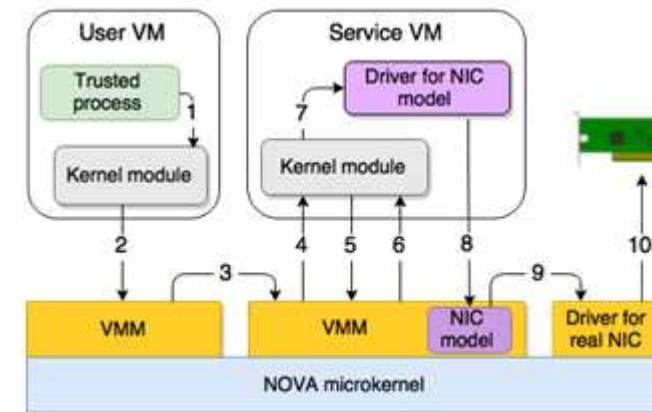 User VM
Service VM
Trusted
process
Driver for NIC
model
1
7
Kernel module
Kernel module
2
3
4
5
6
8
9
10
VMM
VMM
NIC
model
Driver for
real NIC
NOVA microkernel